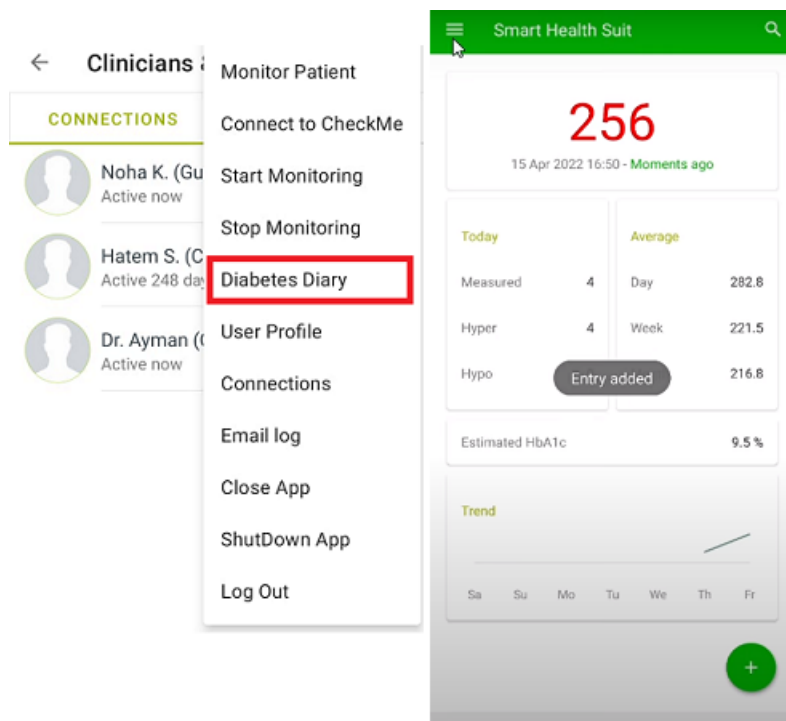 Clinicians
CONNECTIONS
Noha K. (Gu
Active now
Hatem S. (C
Active 248 da
Dr. Ayman (
Active now
Monitor Patient
Connect to CheckMe
Start Monitoring
Stop Monitoring
Diabetes Diary
User Profile
Connections
Email log
Close App
ShutDown App
Log Out
Smart Health Suit
256
15 Apr 2022 16:50 - Moments ago
Today
Measured 4
Hyper 4
Hypo
Average
Day 282.8
Week 221.5
216.8
Entry added
Estimated HbA1c 9.5 %
Trend
Sa Su Mo Tu We Th Fr
+